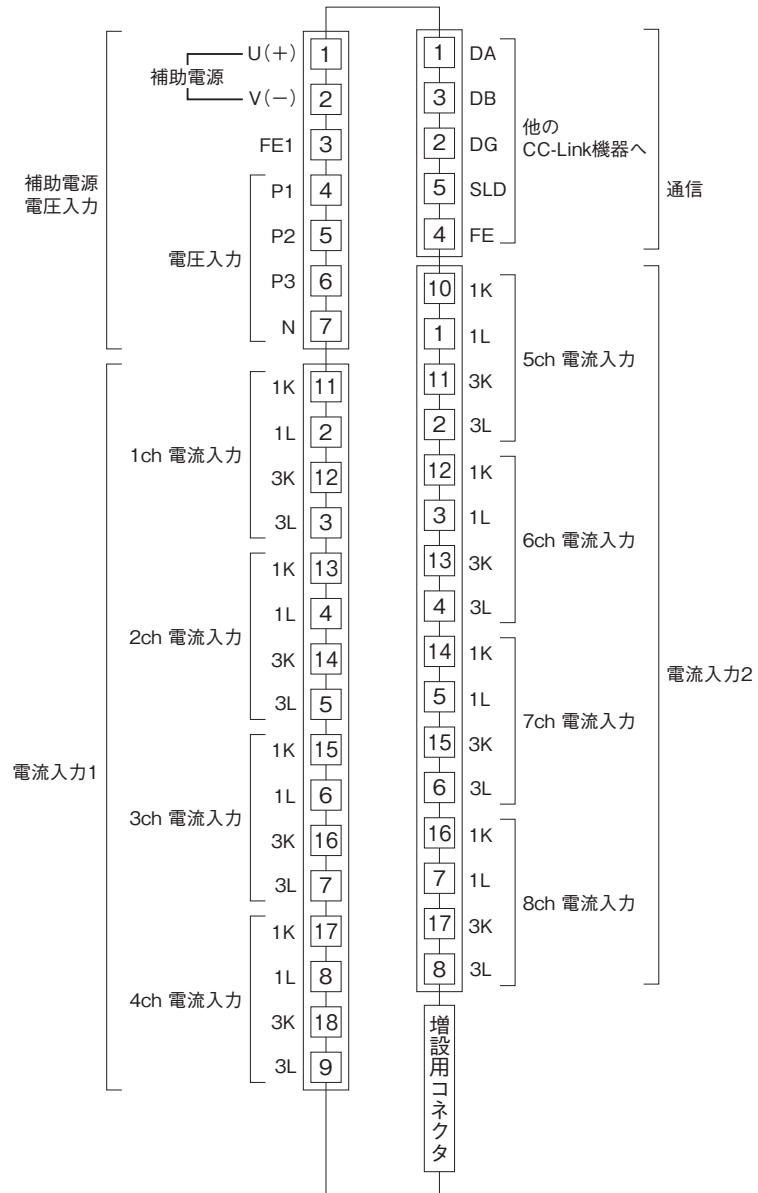 補助電源
電圧入力
補助電源
U(+) 1
V(−) 2
FE1 3
電圧入力
P1 4
P2 5
P3 6
N 7
電流入力1
1ch 電流入力
1K 11
1L 2
3K 12
3L 3
2ch 電流入力
1K 13
1L 4
3K 14
3L 5
3ch 電流入力
1K 15
1L 6
3K 16
3L 7
4ch 電流入力
1K 17
1L 8
3K 18
3L 9
1 DA
3 DB
2 DG
5 SLD
4 FE
他の
CC-Link機器へ
通信
10 1K
1 1L
11 3K
2 3L
5ch 電流入力
12 1K
3 1L
13 3K
4 3L
6ch 電流入力
14 1K
5 1L
15 3K
6 3L
7ch 電流入力
16 1K
7 1L
17 3K
8 3L
8ch 電流入力
電流入力2
増設用コネクタ